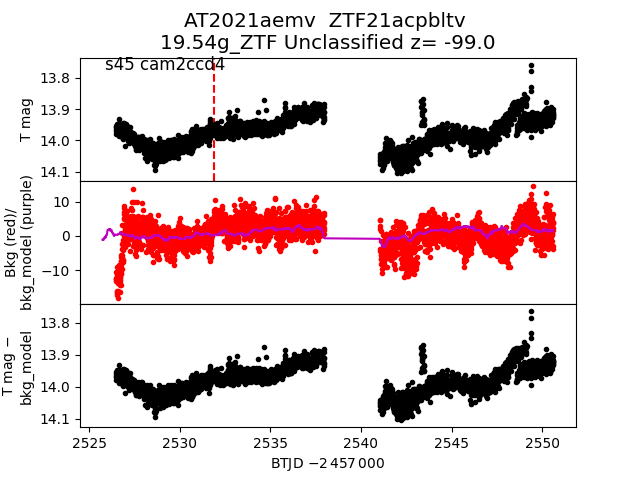 AT2021aemv  ZTF21acpbltv
19.54g_ZTF Unclassified z= -99.0
s45 cam2ccd4
13.8
13.9
14.0
14.1
T mag
10
0
−10
Bkg (red)/
bkg_model (purple)
13.8
13.9
14.0
14.1
T mag −
bkg_model
2525
2530
2535
2540
2545
2550
BTJD −2 457 000